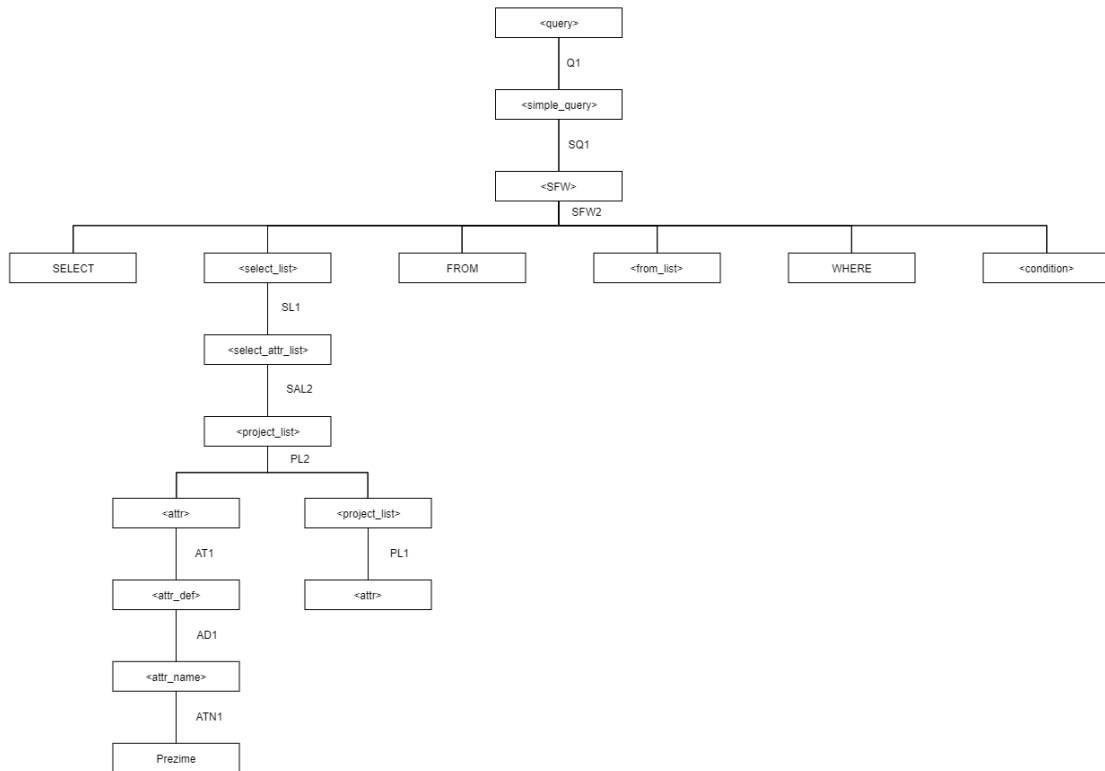 <query>
Q1
<simple_query>
SQ1
<SFW>
SFW2
SELECT
<select_list>
FROM
<from_list>
WHERE
<condition>
SL1
<select_attr_list>
SAL2
<project_list>
PL2
<attr>
<project_list>
AT1
PL1
<attr_def>
<attr>
AD1
<attr_name>
ATN1
Prezime